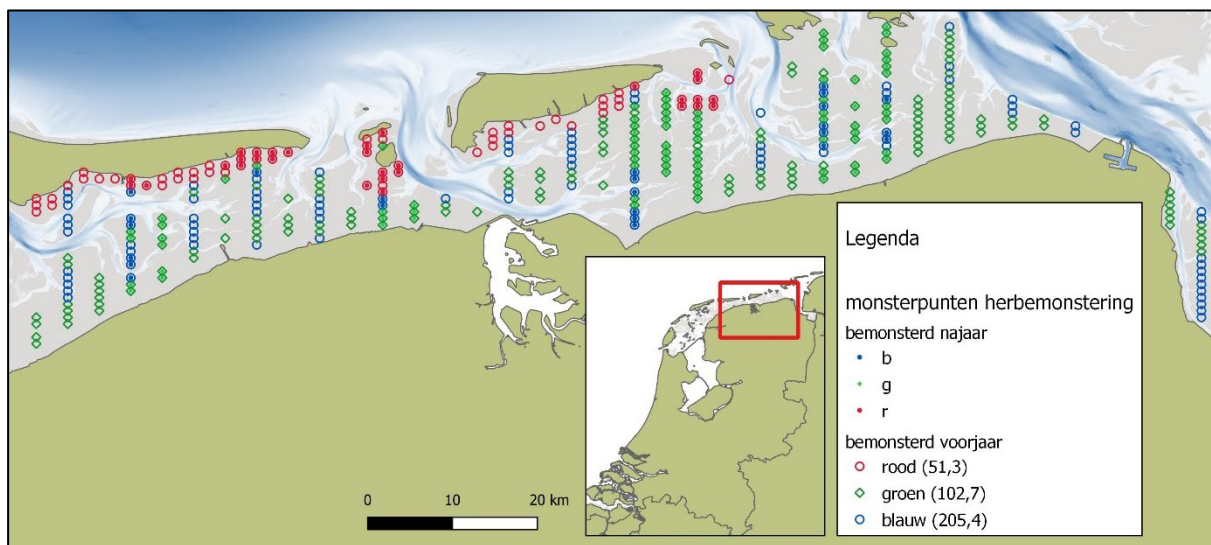 Legenda
monsterpunten herbemonstering
bemonsterd najaar
b
g
r
bemonsterd voorjaar
rood (51,3)
groen (102,7)
blauw (205,4)
0 10 20 km